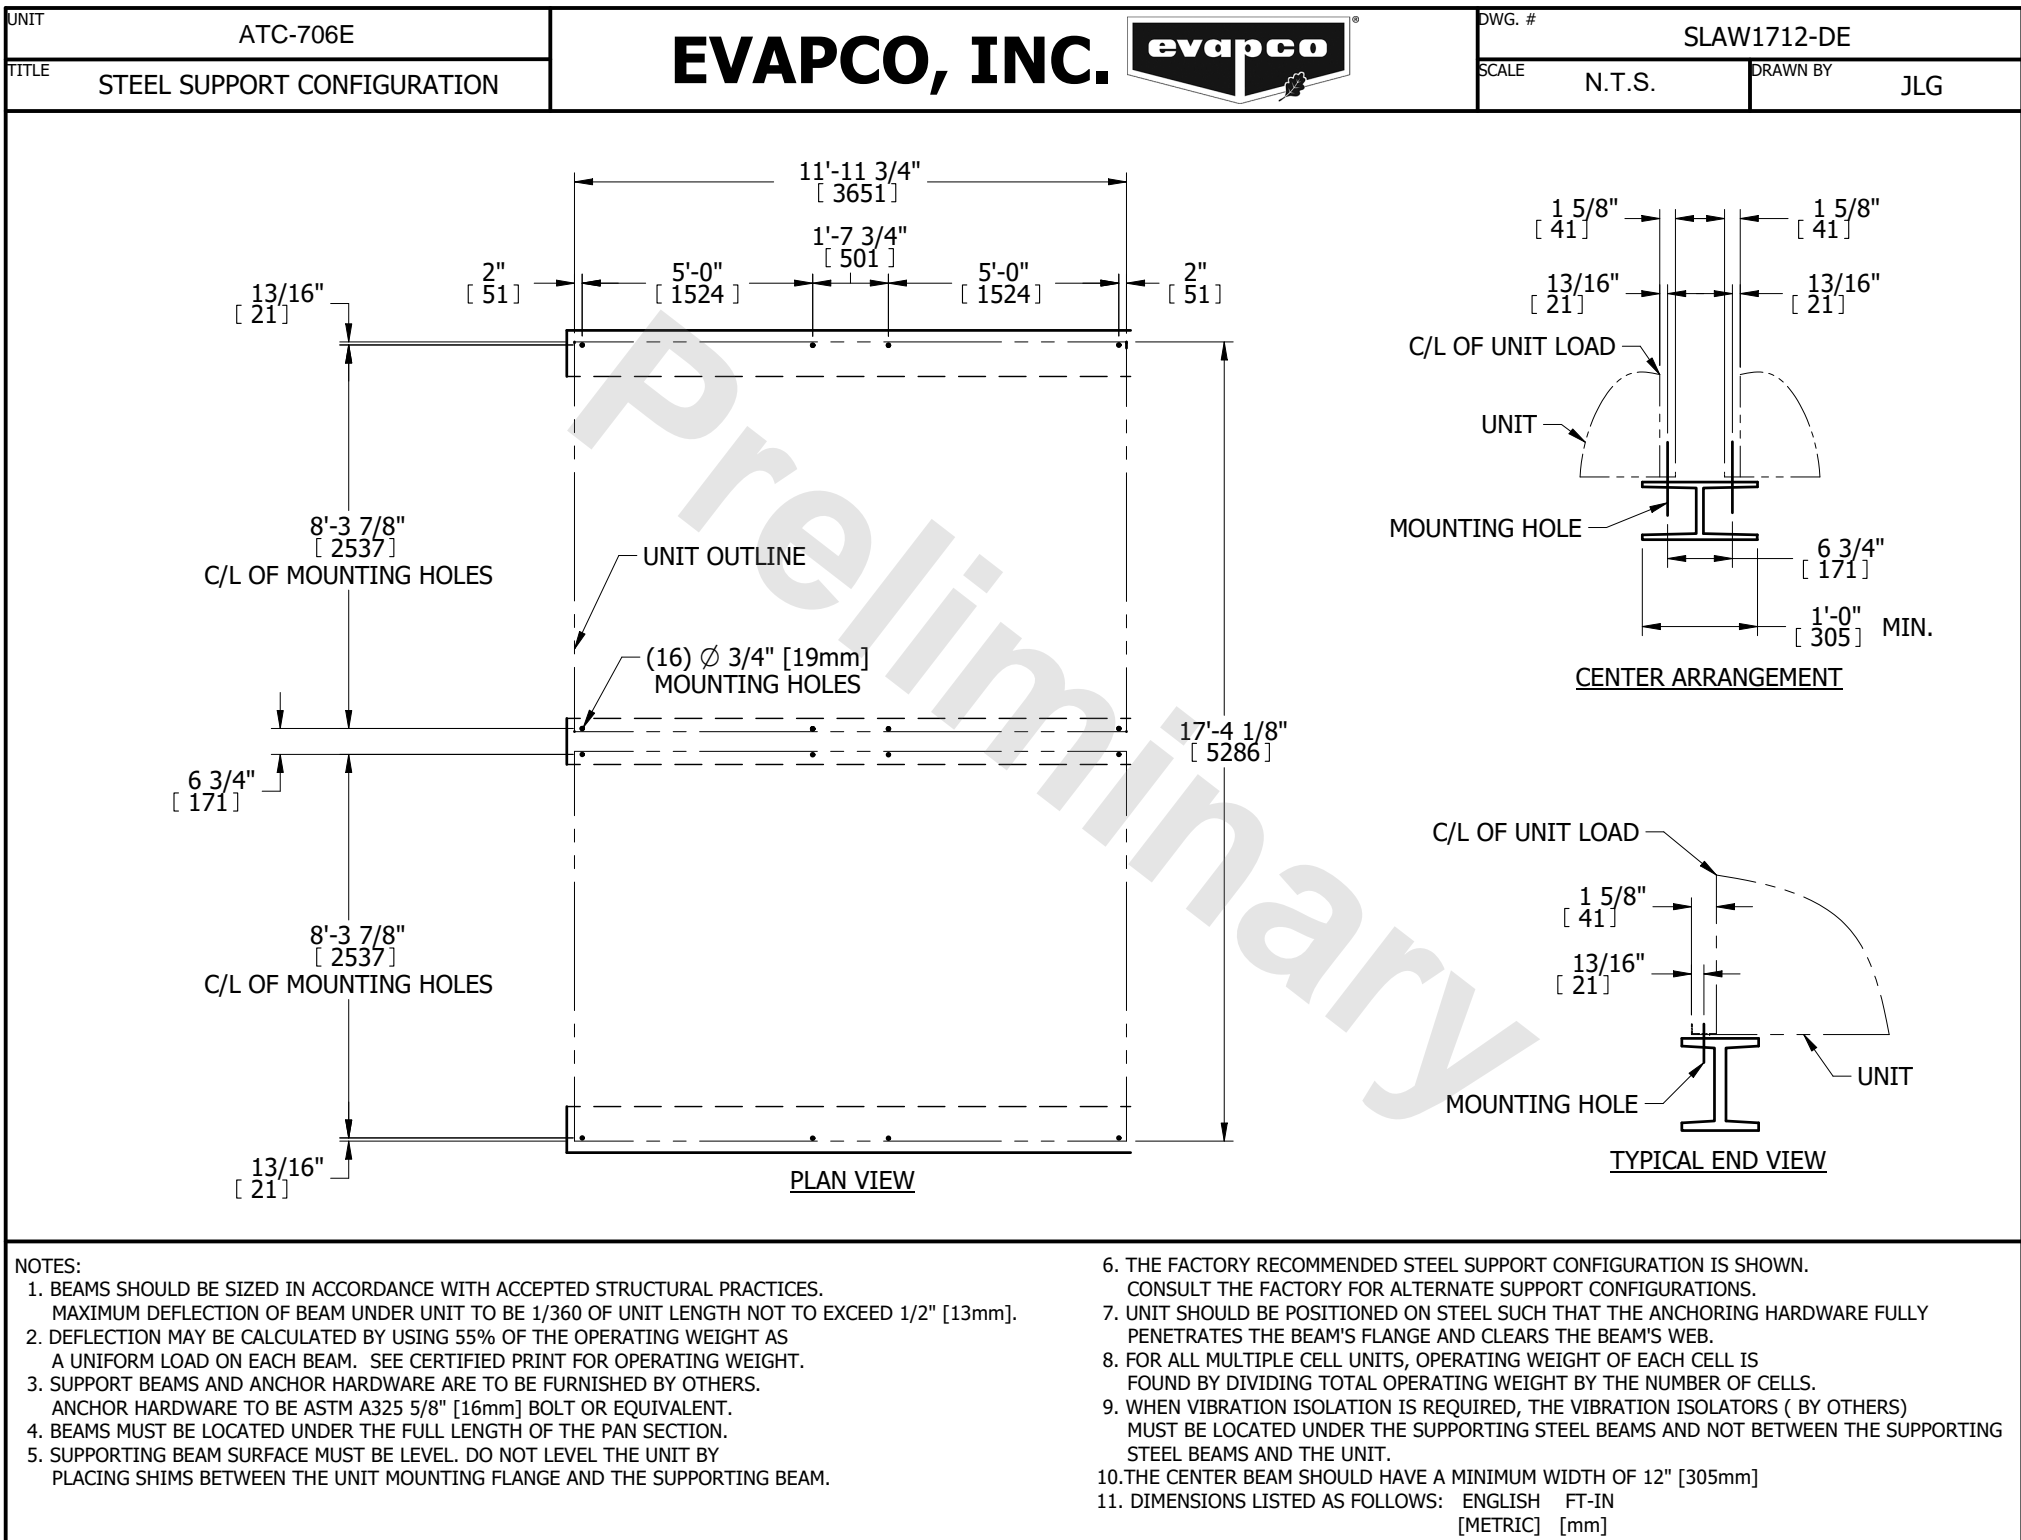 UNIT
ATC-706E
TITLE
STEEL SUPPORT CONFIGURATION
EVAPCO, INC.
evapco
®
DWG. #
SLAW1712-DE
SCALE
N.T.S.
DRAWN BY
JLG
11'-11 3/4"
[ 3651]
1'-7 3/4"
[ 501 ]
2"
[ 51]
5'-0"
[ 1524 ]
5'-0"
[ 1524]
2"
[ 51]
13/16"
[ 21]
8'-3 7/8"
[ 2537]
C/L OF MOUNTING HOLES
UNIT OUTLINE
(16) Ø 3/4" [19mm]
MOUNTING HOLES
6 3/4"
[ 171]
17'-4 1/8"
[ 5286]
8'-3 7/8"
[ 2537]
C/L OF MOUNTING HOLES
13/16"
[ 21]
PLAN VIEW
Preliminary
1 5/8"
[ 41]
1 5/8"
[ 41]
13/16"
[ 21]
13/16"
[ 21]
C/L OF UNIT LOAD
UNIT
MOUNTING HOLE
6 3/4"
[ 171]
1'-0"
[ 305]
MIN.
CENTER ARRANGEMENT
C/L OF UNIT LOAD
1 5/8"
[ 41]
13/16"
[ 21]
UNIT
MOUNTING HOLE
TYPICAL END VIEW
NOTES:
1. BEAMS SHOULD BE SIZED IN ACCORDANCE WITH ACCEPTED STRUCTURAL PRACTICES.
MAXIMUM DEFLECTION OF BEAM UNDER UNIT TO BE 1/360 OF UNIT LENGTH NOT TO EXCEED 1/2" [13mm].
2. DEFLECTION MAY BE CALCULATED BY USING 55% OF THE OPERATING WEIGHT AS
A UNIFORM LOAD ON EACH BEAM. SEE CERTIFIED PRINT FOR OPERATING WEIGHT.
3. SUPPORT BEAMS AND ANCHOR HARDWARE ARE TO BE FURNISHED BY OTHERS.
ANCHOR HARDWARE TO BE ASTM A325 5/8" [16mm] BOLT OR EQUIVALENT.
4. BEAMS MUST BE LOCATED UNDER THE FULL LENGTH OF THE PAN SECTION.
5. SUPPORTING BEAM SURFACE MUST BE LEVEL. DO NOT LEVEL THE UNIT BY
PLACING SHIMS BETWEEN THE UNIT MOUNTING FLANGE AND THE SUPPORTING BEAM.
6. THE FACTORY RECOMMENDED STEEL SUPPORT CONFIGURATION IS SHOWN.
CONSULT THE FACTORY FOR ALTERNATE SUPPORT CONFIGURATIONS.
7. UNIT SHOULD BE POSITIONED ON STEEL SUCH THAT THE ANCHORING HARDWARE FULLY
PENETRATES THE BEAM'S FLANGE AND CLEARS THE BEAM'S WEB.
8. FOR ALL MULTIPLE CELL UNITS, OPERATING WEIGHT OF EACH CELL IS
FOUND BY DIVIDING TOTAL OPERATING WEIGHT BY THE NUMBER OF CELLS.
9. WHEN VIBRATION ISOLATION IS REQUIRED, THE VIBRATION ISOLATORS ( BY OTHERS)
MUST BE LOCATED UNDER THE SUPPORTING STEEL BEAMS AND NOT BETWEEN THE SUPPORTING
STEEL BEAMS AND THE UNIT.
10.THE CENTER BEAM SHOULD HAVE A MINIMUM WIDTH OF 12" [305mm]
11. DIMENSIONS LISTED AS FOLLOWS: ENGLISH FT-IN
[METRIC] [mm]